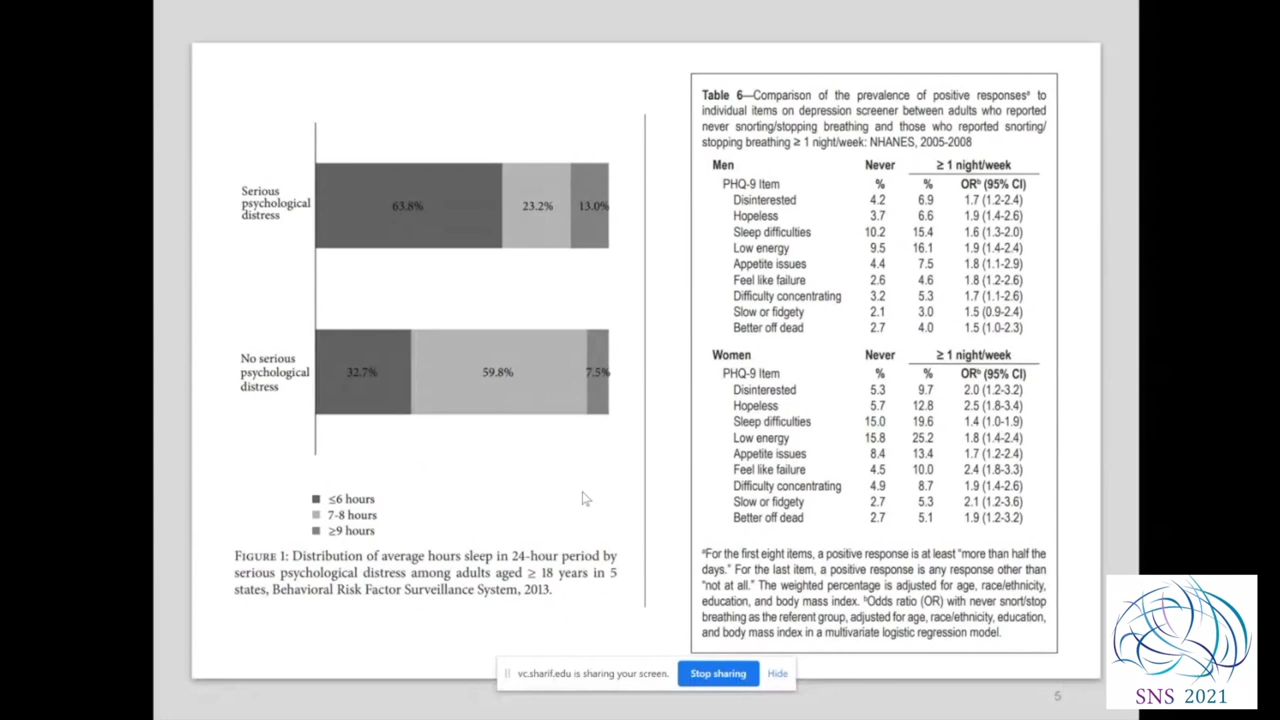 Serious
psychological
distress
63.8%
23.2%
13.0%
No serious
psychological
distress
32.7%
59.8%
7.5%
≤6 hours
7-8 hours
≥9 hours
FIGURE 1: Distribution of average hours sleep in 24-hour period by
serious psychological distress among adults aged ≥ 18 years in 5
states, Behavioral Risk Factor Surveillance System, 2013.
Table 6—Comparison of the prevalence of positive responsesᵃ to
individual items on depression screener between adults who reported
never snorting/stopping breathing and those who reported snorting/
stopping breathing ≥ 1 night/week: NHANES, 2005-2008
Men Never ≥ 1 night/week
PHQ-9 Item % % ORᵇ (95% CI)
Disinterested 4.2 6.9 1.7 (1.2-2.4)
Hopeless 3.7 6.6 1.9 (1.4-2.6)
Sleep difficulties 10.2 15.4 1.6 (1.3-2.0)
Low energy 9.5 16.1 1.9 (1.4-2.4)
Appetite issues 4.4 7.5 1.8 (1.1-2.9)
Feel like failure 2.6 4.6 1.8 (1.2-2.6)
Difficulty concentrating 3.2 5.3 1.7 (1.1-2.6)
Slow or fidgety 2.1 3.0 1.5 (0.9-2.4)
Better off dead 2.7 4.0 1.5 (1.0-2.3)
Women Never ≥ 1 night/week
PHQ-9 Item % % ORᵇ (95% CI)
Disinterested 5.3 9.7 2.0 (1.2-3.2)
Hopeless 5.7 12.8 2.5 (1.8-3.4)
Sleep difficulties 15.0 19.6 1.4 (1.0-1.9)
Low energy 15.8 25.2 1.8 (1.4-2.4)
Appetite issues 8.4 13.4 1.7 (1.2-2.4)
Feel like failure 4.5 10.0 2.4 (1.8-3.3)
Difficulty concentrating 4.9 8.7 1.9 (1.4-2.6)
Slow or fidgety 2.7 5.3 2.1 (1.2-3.6)
Better off dead 2.7 5.1 1.9 (1.2-3.2)
ᵃFor the first eight items, a positive response is at least “more than half the
days.” For the last item, a positive response is any response other than
“not at all.” The weighted percentage is adjusted for age, race/ethnicity,
education, and body mass index. ᵇOdds ratio (OR) with never snort/stop
breathing as the referent group, adjusted for age, race/ethnicity, education,
and body mass index in a multivariate logistic regression model.
vc.sharif.edu is sharing your screen. Stop sharing Hide
5
SNS 2021